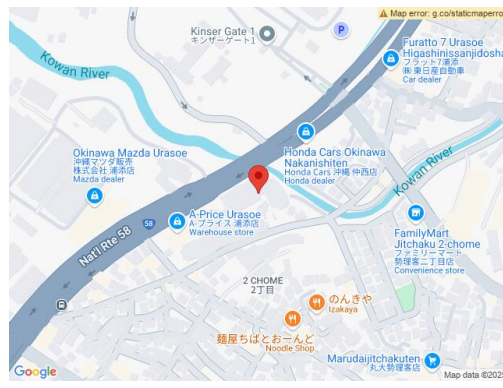 Map error: g.co/staticmaperro
Kinser Gate 1
キンザーゲート1
P
Furatto 7 Urasoe
Higashinissanjidosha
フラット7浦添
㈱東日産自動車
Car dealer
Kowan River
Okinawa Mazda Urasoe
沖縄マツダ販売
株式会社 浦添店
Mazda dealer
Honda Cars Okinawa
Nakanishiten
Honda Cars 沖縄 仲西店
Honda dealer
Kowan River
58
A-Price Urasoe
A-プライス 浦添店
Warehouse store
Nat'l Rte 58
FamilyMart
Jitchaku 2-chome
ファミリーマート
勢理客二丁目店
Convenience store
2 CHOME
2丁目
のんきや
Izakaya
麺屋ちばとおーんど
Noodle Shop
Marudaijitchakuten
丸大勢理客店
Google
Map data ©2025